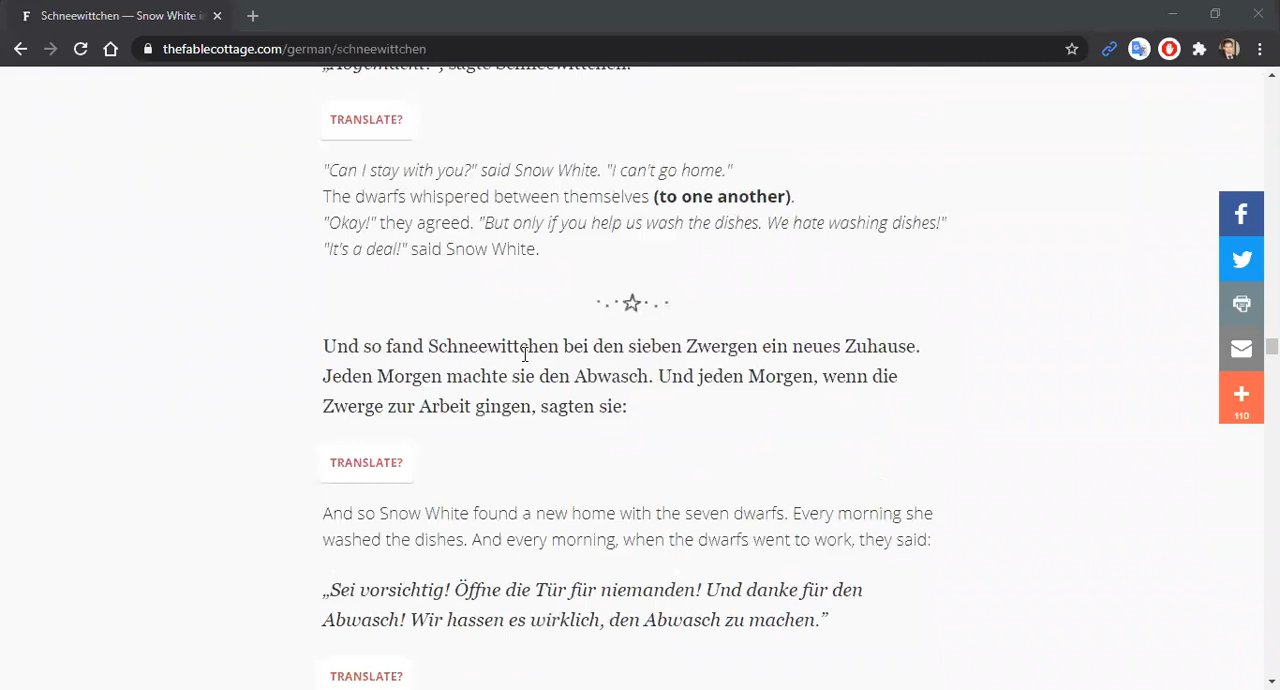 F Schneewittchen — Snow White i
thefablecottage.com/german/schneewittchen
„Abgemacht!", sagte Schneewittchen.
TRANSLATE?
"Can I stay with you?" said Snow White. "I can't go home."
The dwarfs whispered between themselves (to one another).
"Okay!" they agreed. "But only if you help us wash the dishes. We hate washing dishes!"
"It's a deal!" said Snow White.
Und so fand Schneewittchen bei den sieben Zwergen ein neues Zuhause.
Jeden Morgen machte sie den Abwasch. Und jeden Morgen, wenn die
Zwerge zur Arbeit gingen, sagten sie:
TRANSLATE?
And so Snow White found a new home with the seven dwarfs. Every morning she
washed the dishes. And every morning, when the dwarfs went to work, they said:
„Sei vorsichtig! Öffne die Tür für niemanden! Und danke für den
Abwasch! Wir hassen es wirklich, den Abwasch zu machen.”
TRANSLATE?
110